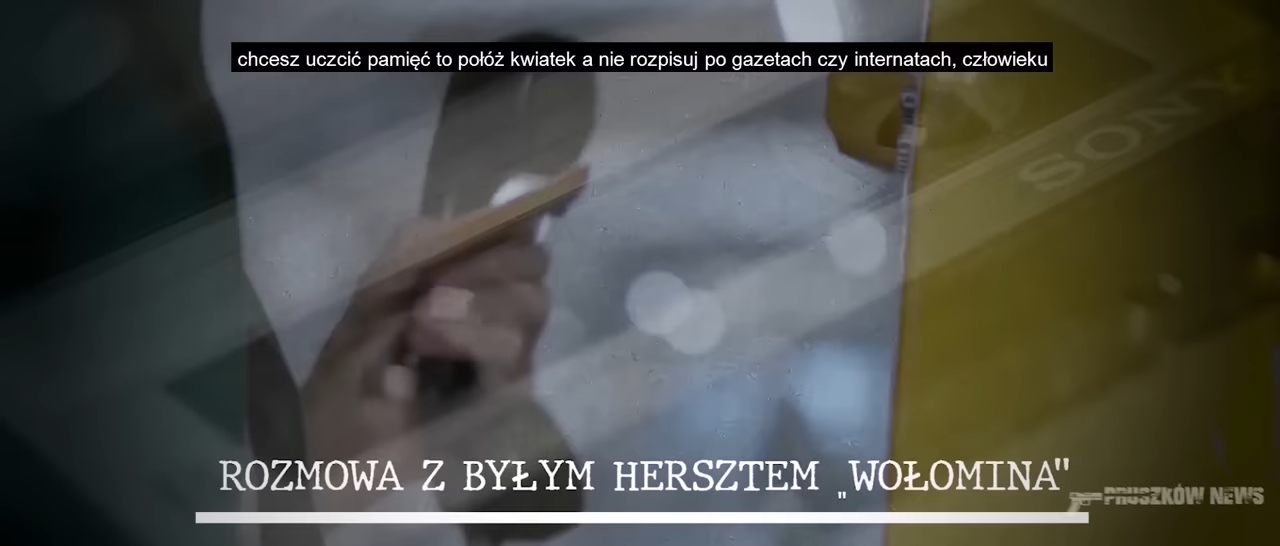 chcesz uczcić pamięć to połóż kwiatek a nie rozpisuj po gazetach czy internatach, człowieku
SONY
ROZMOWA Z BYŁYM HERSZTEM „WOŁOMINA"
PRUSZKÓW NEWS